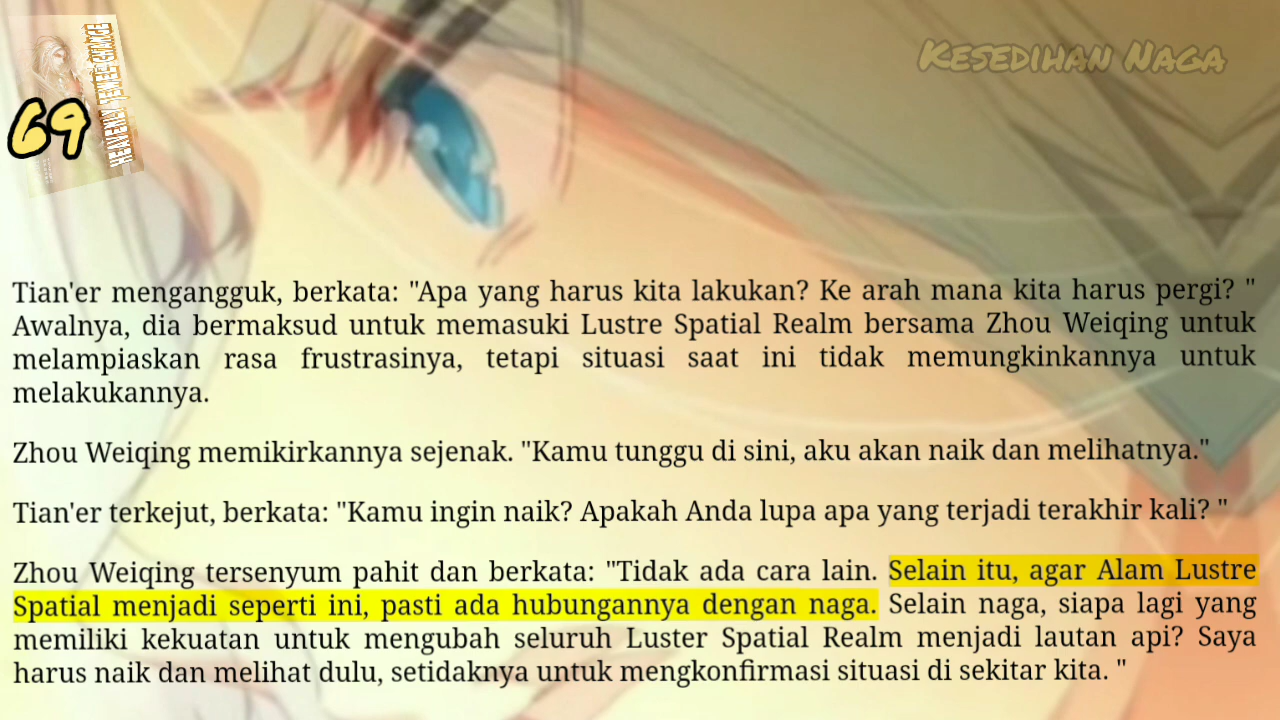 Kesedihan Naga
HEAVENLY JEWEL CHANGE
69
Tian'er mengangguk, berkata: "Apa yang harus kita lakukan? Ke arah mana kita harus pergi? "
Awalnya, dia bermaksud untuk memasuki Lustre Spatial Realm bersama Zhou Weiqing untuk
melampiaskan rasa frustrasinya, tetapi situasi saat ini tidak memungkinkannya untuk
melakukannya.
Zhou Weiqing memikirkannya sejenak. "Kamu tunggu di sini, aku akan naik dan melihatnya."
Tian'er terkejut, berkata: "Kamu ingin naik? Apakah Anda lupa apa yang terjadi terakhir kali? "
Zhou Weiqing tersenyum pahit dan berkata: "Tidak ada cara lain. Selain itu, agar Alam Lustre
Spatial menjadi seperti ini, pasti ada hubungannya dengan naga. Selain naga, siapa lagi yang
memiliki kekuatan untuk mengubah seluruh Luster Spatial Realm menjadi lautan api? Saya
harus naik dan melihat dulu, setidaknya untuk mengkonfirmasi situasi di sekitar kita. "